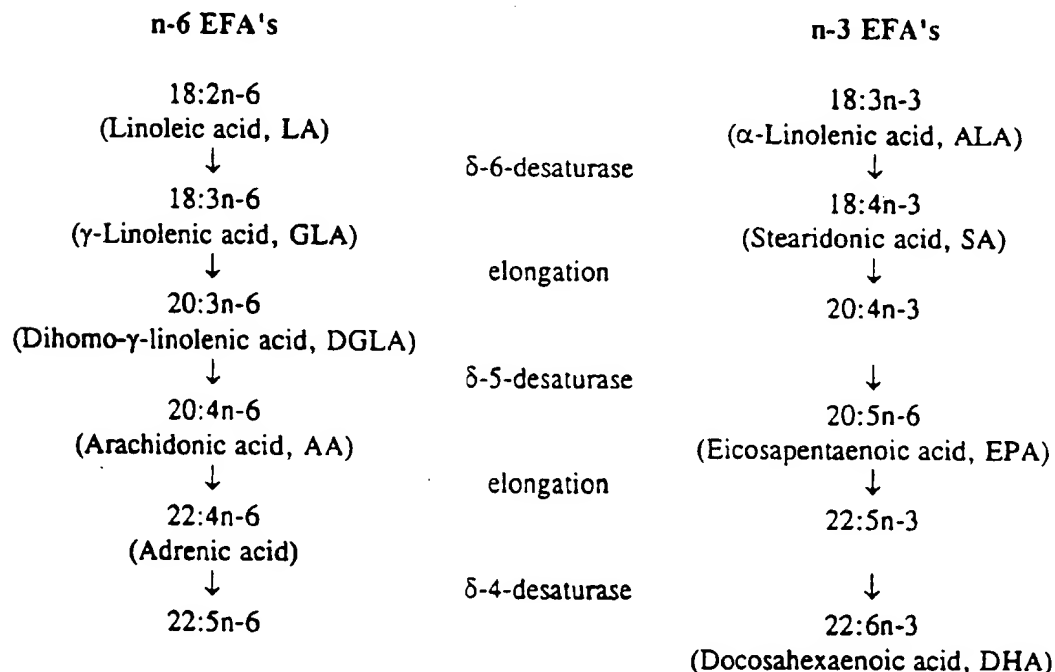 n-6 EFA's
n-3 EFA's
18:2n-6
(Linoleic acid, LA)
↓
18:3n-3
(α-Linolenic acid, ALA)
↓
δ-6-desaturase
18:3n-6
(γ-Linolenic acid, GLA)
↓
18:4n-3
(Stearidonic acid, SA)
↓
elongation
20:3n-6
(Dihomo-γ-linolenic acid, DGLA)
↓
20:4n-3
↓
δ-5-desaturase
20:4n-6
(Arachidonic acid, AA)
↓
20:5n-6
(Eicosapentaenoic acid, EPA)
↓
elongation
22:4n-6
(Adrenic acid)
↓
22:5n-3
↓
δ-4-desaturase
22:5n-6
22:6n-3
(Docosahexaenoic acid, DHA)